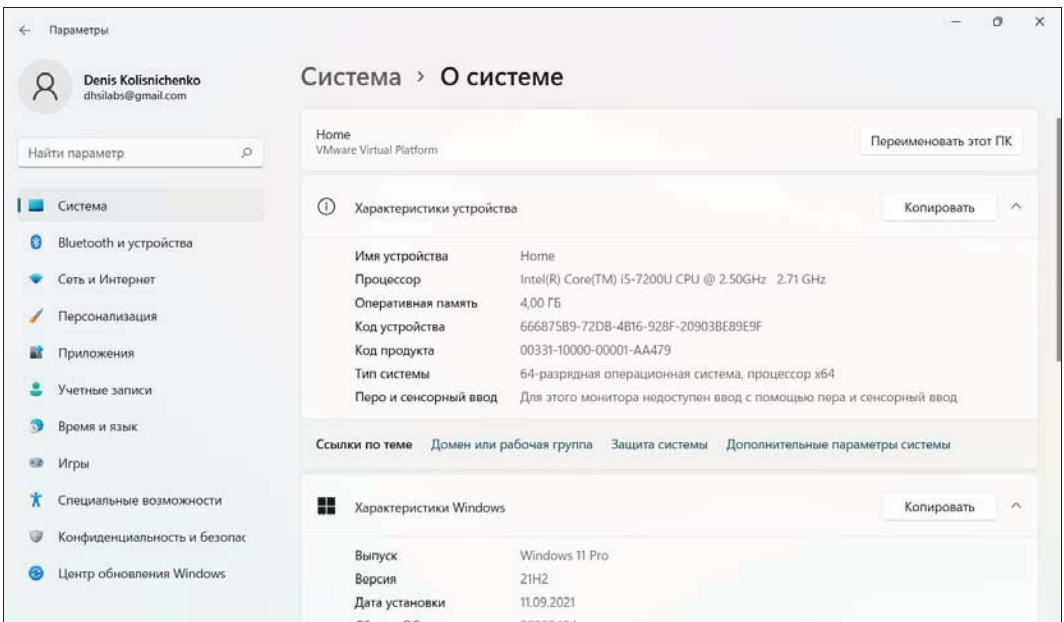 Параметры
Denis Kolisnichenko
dhsilabs@gmail.com
Найти параметр
Система
Bluetooth и устройства
Сеть и Интернет
Персонализация
Приложения
Учетные записи
Время и язык
Игры
Специальные возможности
Конфиденциальность и безопас
Центр обновления Windows
Система > О системе
Home
VMware Virtual Platform
Переименовать этот ПК
Характеристики устройства
Копировать
Имя устройства Home
Процессор Intel(R) Core(TM) i5-7200U CPU @ 2.50GHz 2.71 GHz
Оперативная память 4,00 ГБ
Код устройства 666875B9-72DB-4B16-928F-20903BE89E9F
Код продукта 00331-10000-00001-AA479
Тип системы 64-разрядная операционная система, процессор x64
Перо и сенсорный ввод Для этого монитора недоступен ввод с помощью пера и сенсорный ввод
Ссылки по теме Домен или рабочая группа Защита системы Дополнительные параметры системы
Характеристики Windows
Копировать
Выпуск Windows 11 Pro
Версия 21H2
Дата установки 11.09.2021